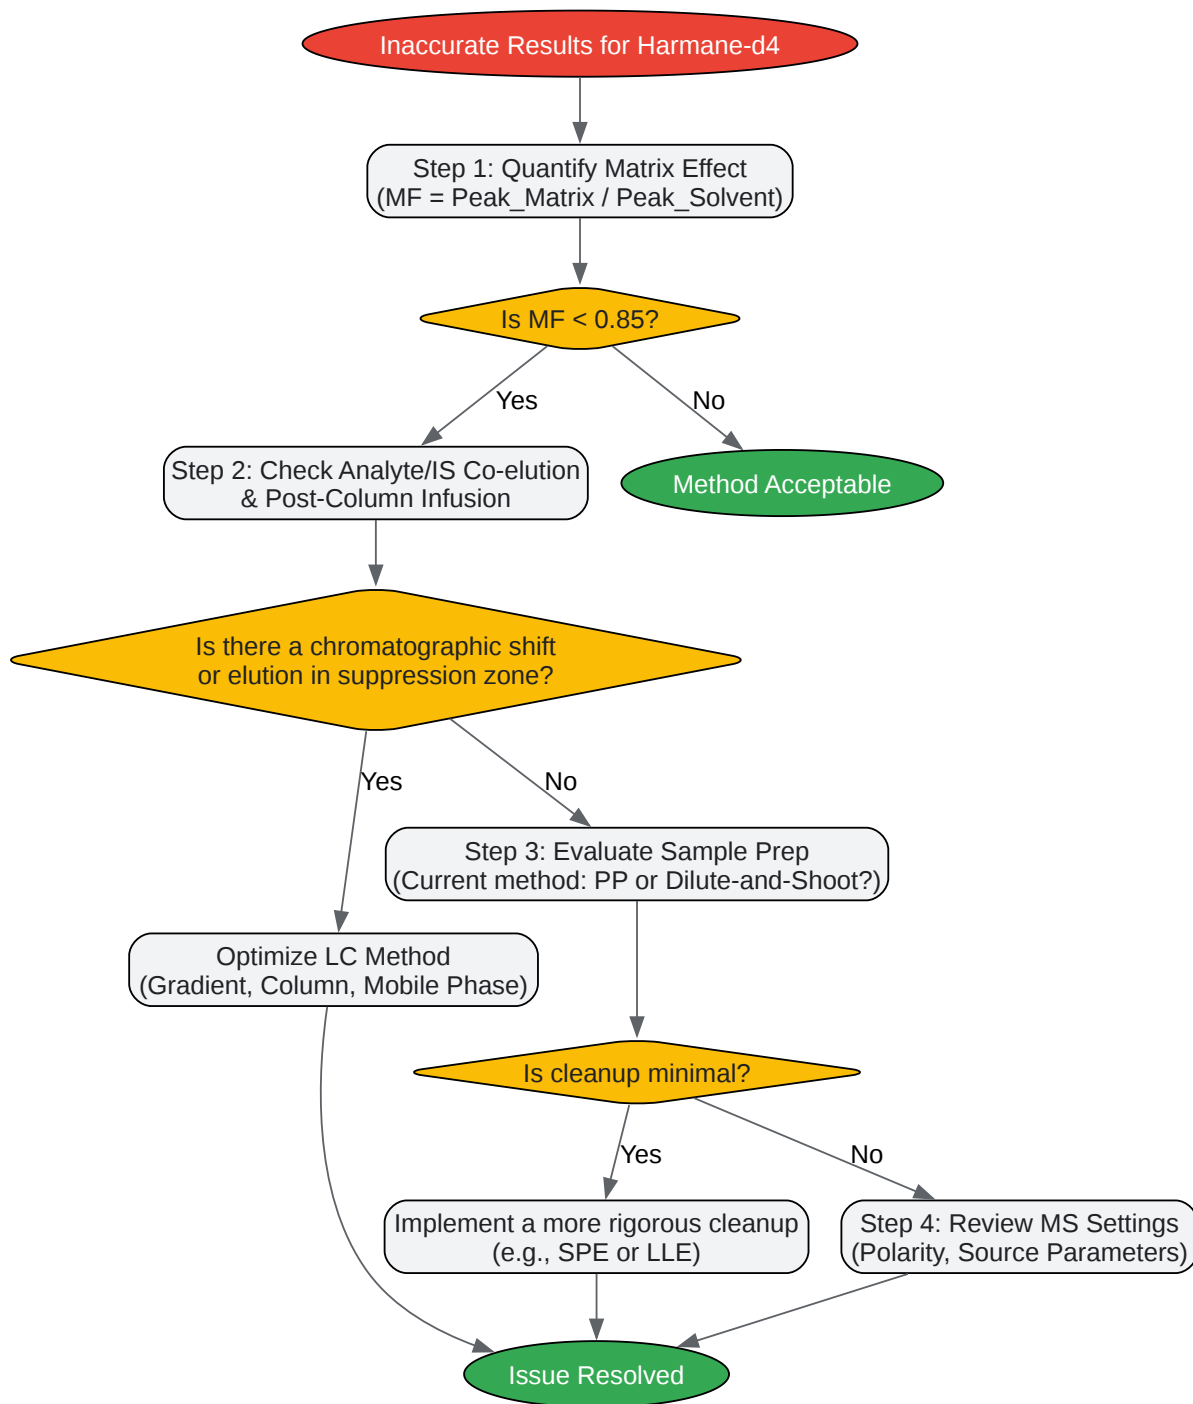 Inaccurate Results for Harmane-d4
Step 1: Quantify Matrix Effect
(MF = Peak_Matrix / Peak_Solvent)
Is MF < 0.85?
Yes
No
Step 2: Check Analyte/IS Co-elution
& Post-Column Infusion
Method Acceptable
Is there a chromatographic shift
or elution in suppression zone?
Yes
No
Step 3: Evaluate Sample Prep
(Current method: PP or Dilute-and-Shoot?)
Optimize LC Method
(Gradient, Column, Mobile Phase)
Is cleanup minimal?
Yes
No
Implement a more rigorous cleanup
(e.g., SPE or LLE)
Step 4: Review MS Settings
(Polarity, Source Parameters)
Issue Resolved